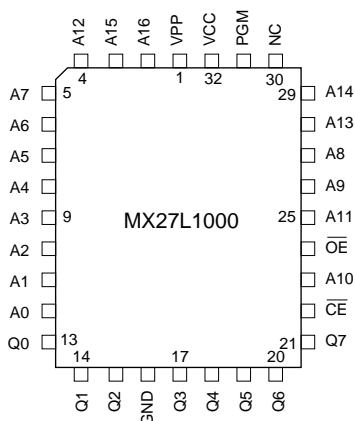 A12 A15 A16 VPP VCC PGM NC
4 1 32 30
A7 5 29 A14
A6 A13
A5 A8
A4 A9
A3 9 MX27L1000 25 A11
A2 OE
A1 A10
A0 CE
Q0 13 21 Q7
14 17 20
Q1 Q2 GND Q3 Q4 Q5 Q6